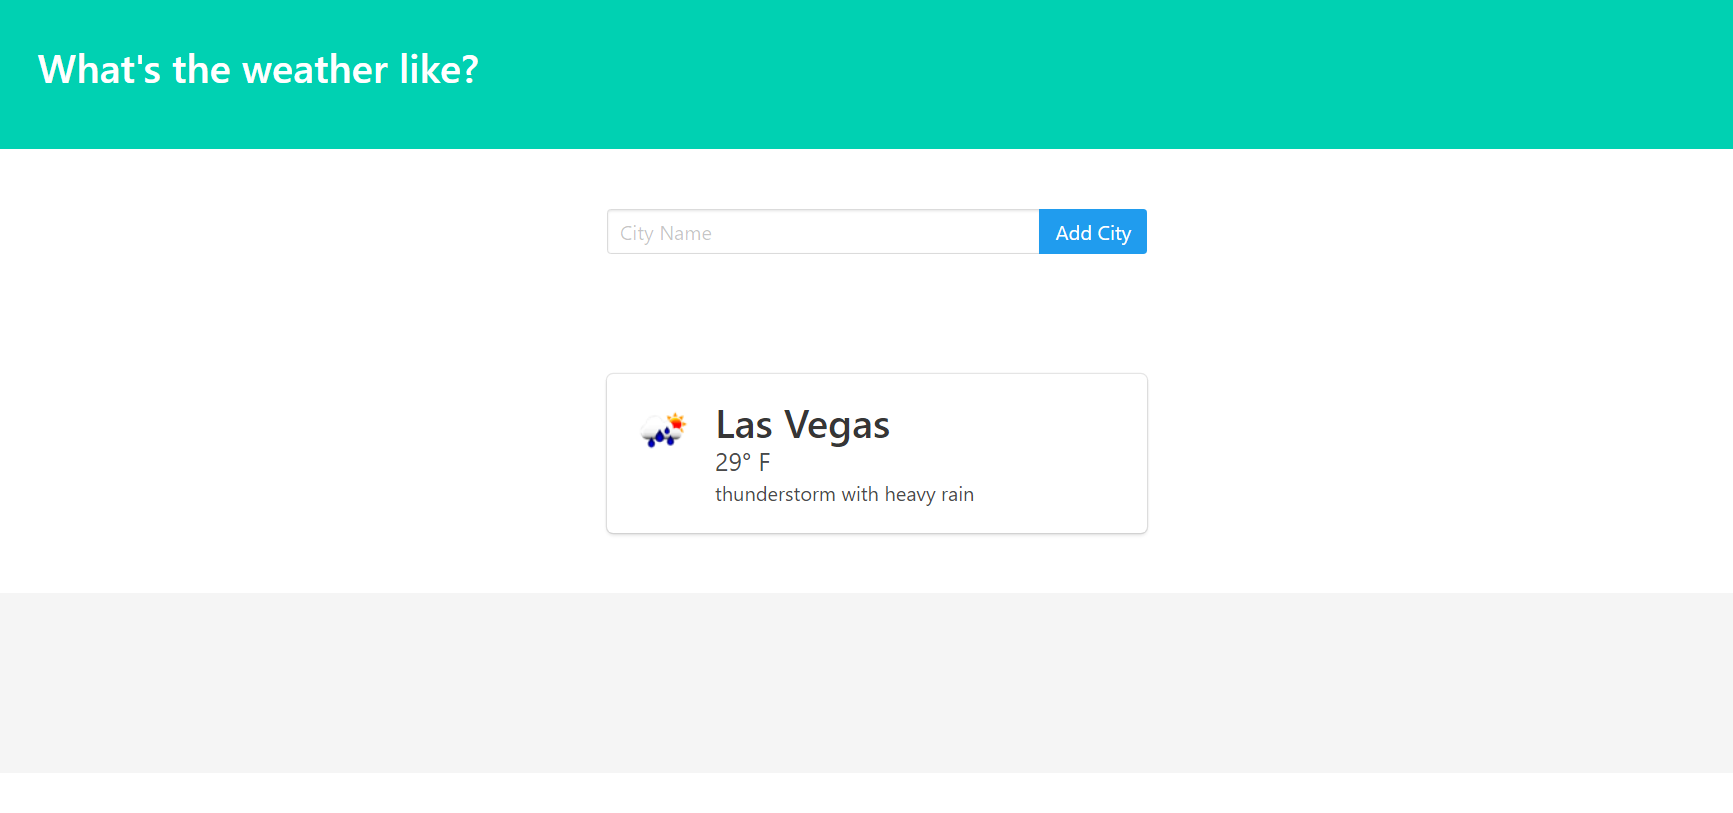 What's the weather like?
City Name
Add City
Las Vegas
29° F
thunderstorm with heavy rain